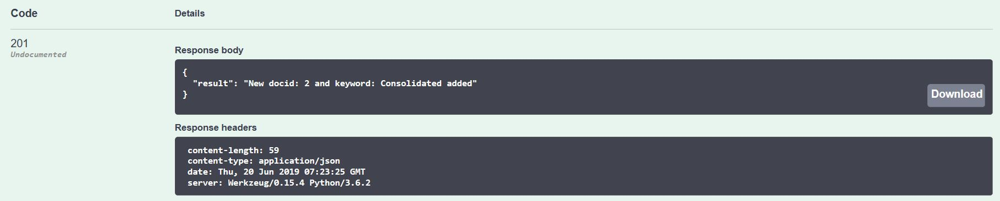 Code Details
201
Undocumented
Response body
{
"result": "New docid: 2 and keyword: Consolidated added"
}
Download
Response headers
content-length: 59
content-type: application/json
date: Thu, 20 Jun 2019 07:23:25 GMT
server: Werkzeug/0.15.4 Python/3.6.2